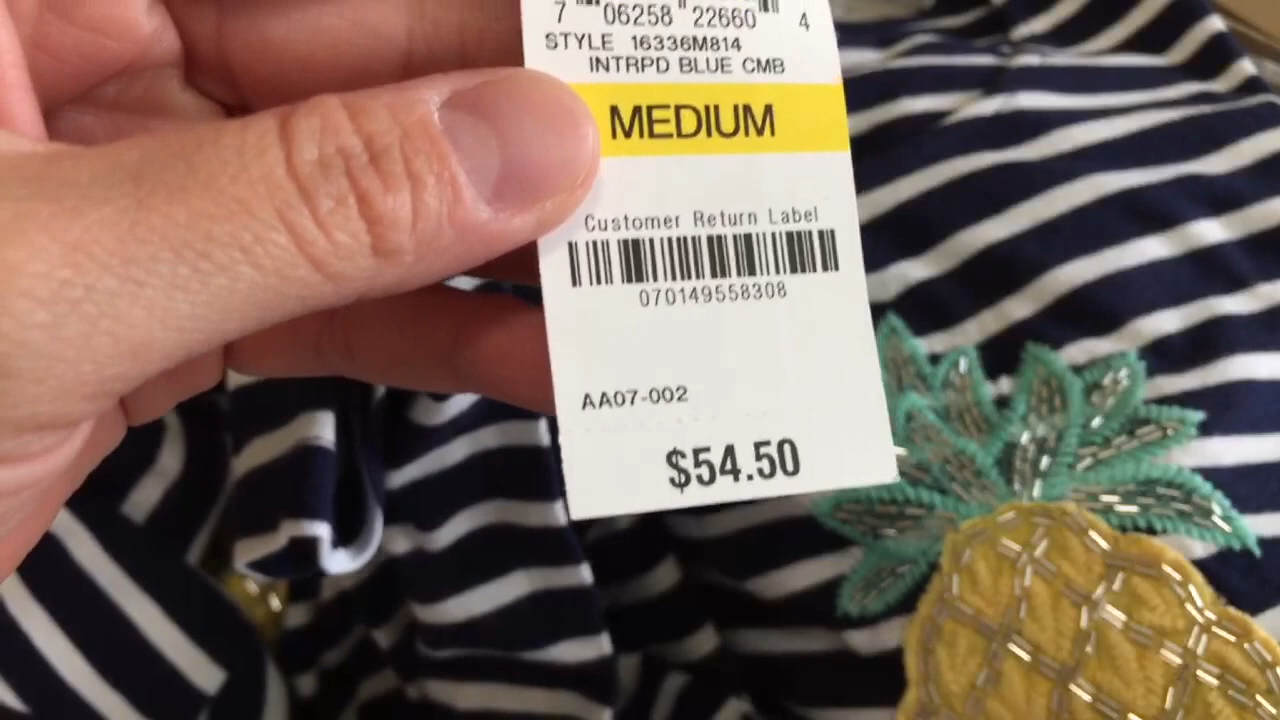 7 06258 22660 4
STYLE 16336M814
INTRPD BLUE CMB
MEDIUM
Customer Return Label
070149558308
AA07-002
$54.50